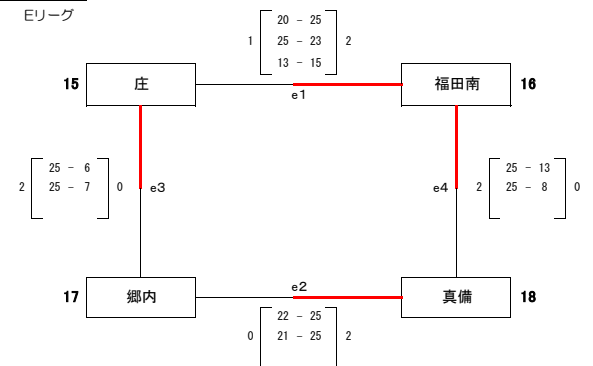 Eリーグ
20 - 25
1 25 - 23 2
13 - 15
15 庄 福田南 16
e1
25 - 6
2 25 - 7 0
e3
e4
25 - 13
2 25 - 8 0
e2
17 郷内 真備 18
22 - 25
0 21 - 25 2